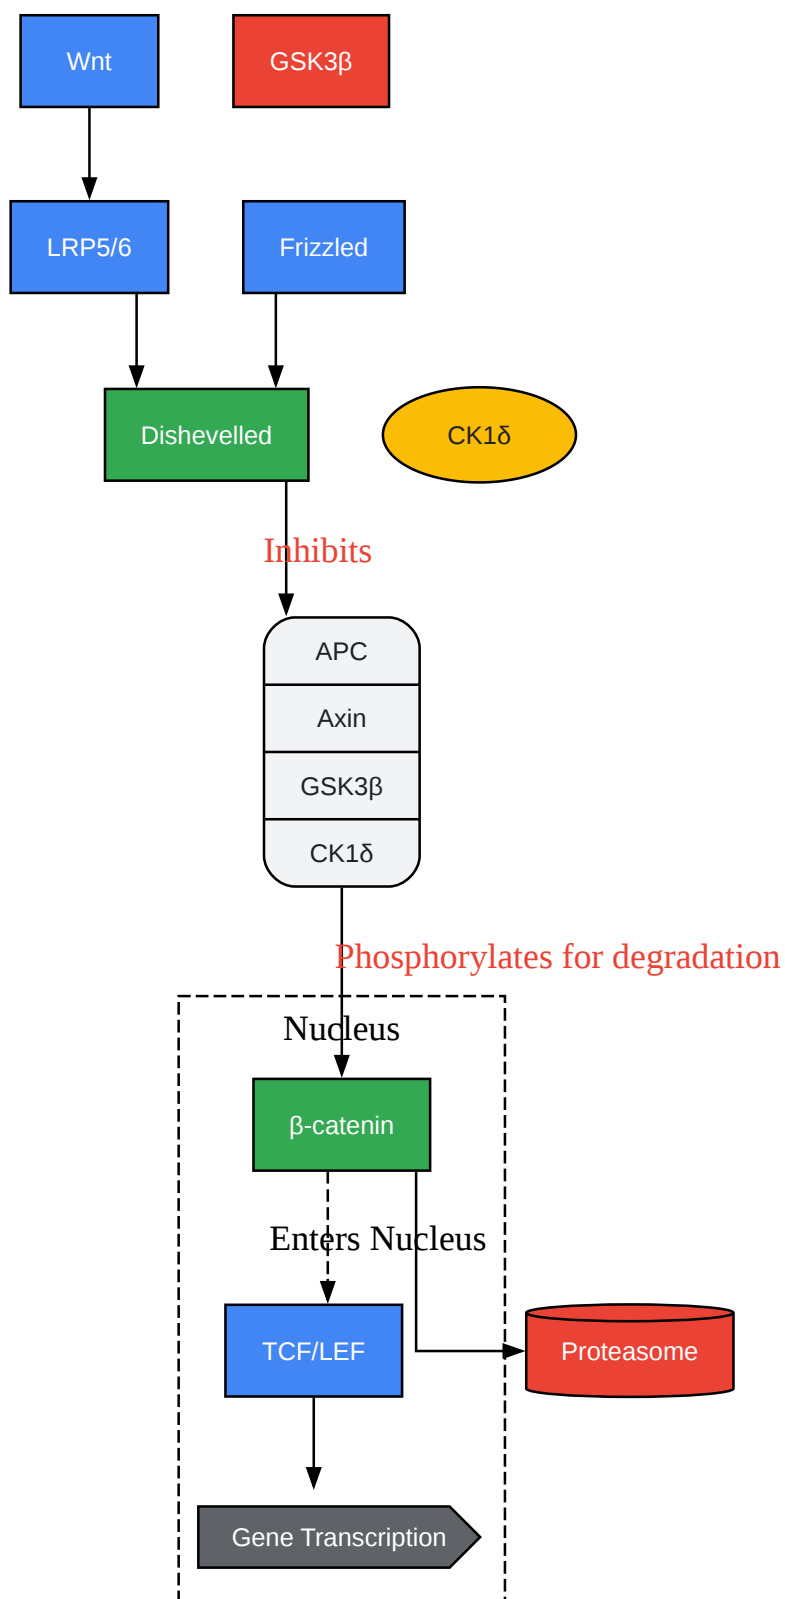 Wnt
GSK3β
LRP5/6
Frizzled
Dishevelled
CK1δ
Inhibits
APC
Axin
GSK3β
CK1δ
Phosphorylates for degradation
Nucleus
β-catenin
Enters Nucleus
TCF/LEF
Proteasome
Gene Transcription